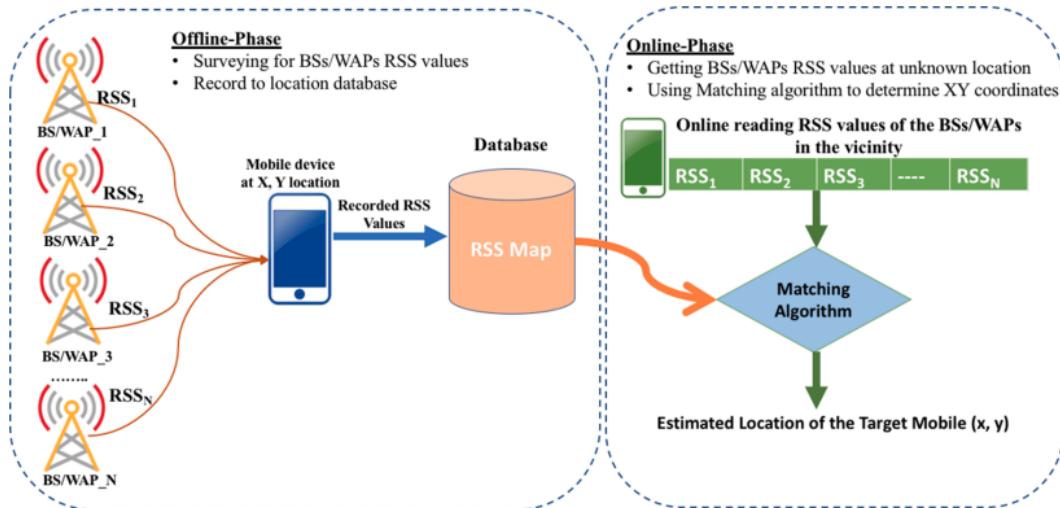 Offline-Phase
• Surveying for BSs/WAPs RSS values
• Record to location database
RSS1
BS/WAP_1
RSS2
BS/WAP_2
RSS3
BS/WAP_3
........
RSSN
BS/WAP_N
Mobile device
at X, Y location
Recorded RSS
Values
Database
RSS Map
Online-Phase
• Getting BSs/WAPs RSS values at unknown location
• Using Matching algorithm to determine XY coordinates
Online reading RSS values of the BSs/WAPs
in the vicinity
RSS1 RSS2 RSS3 ---- RSSN
Matching
Algorithm
Estimated Location of the Target Mobile (x, y)